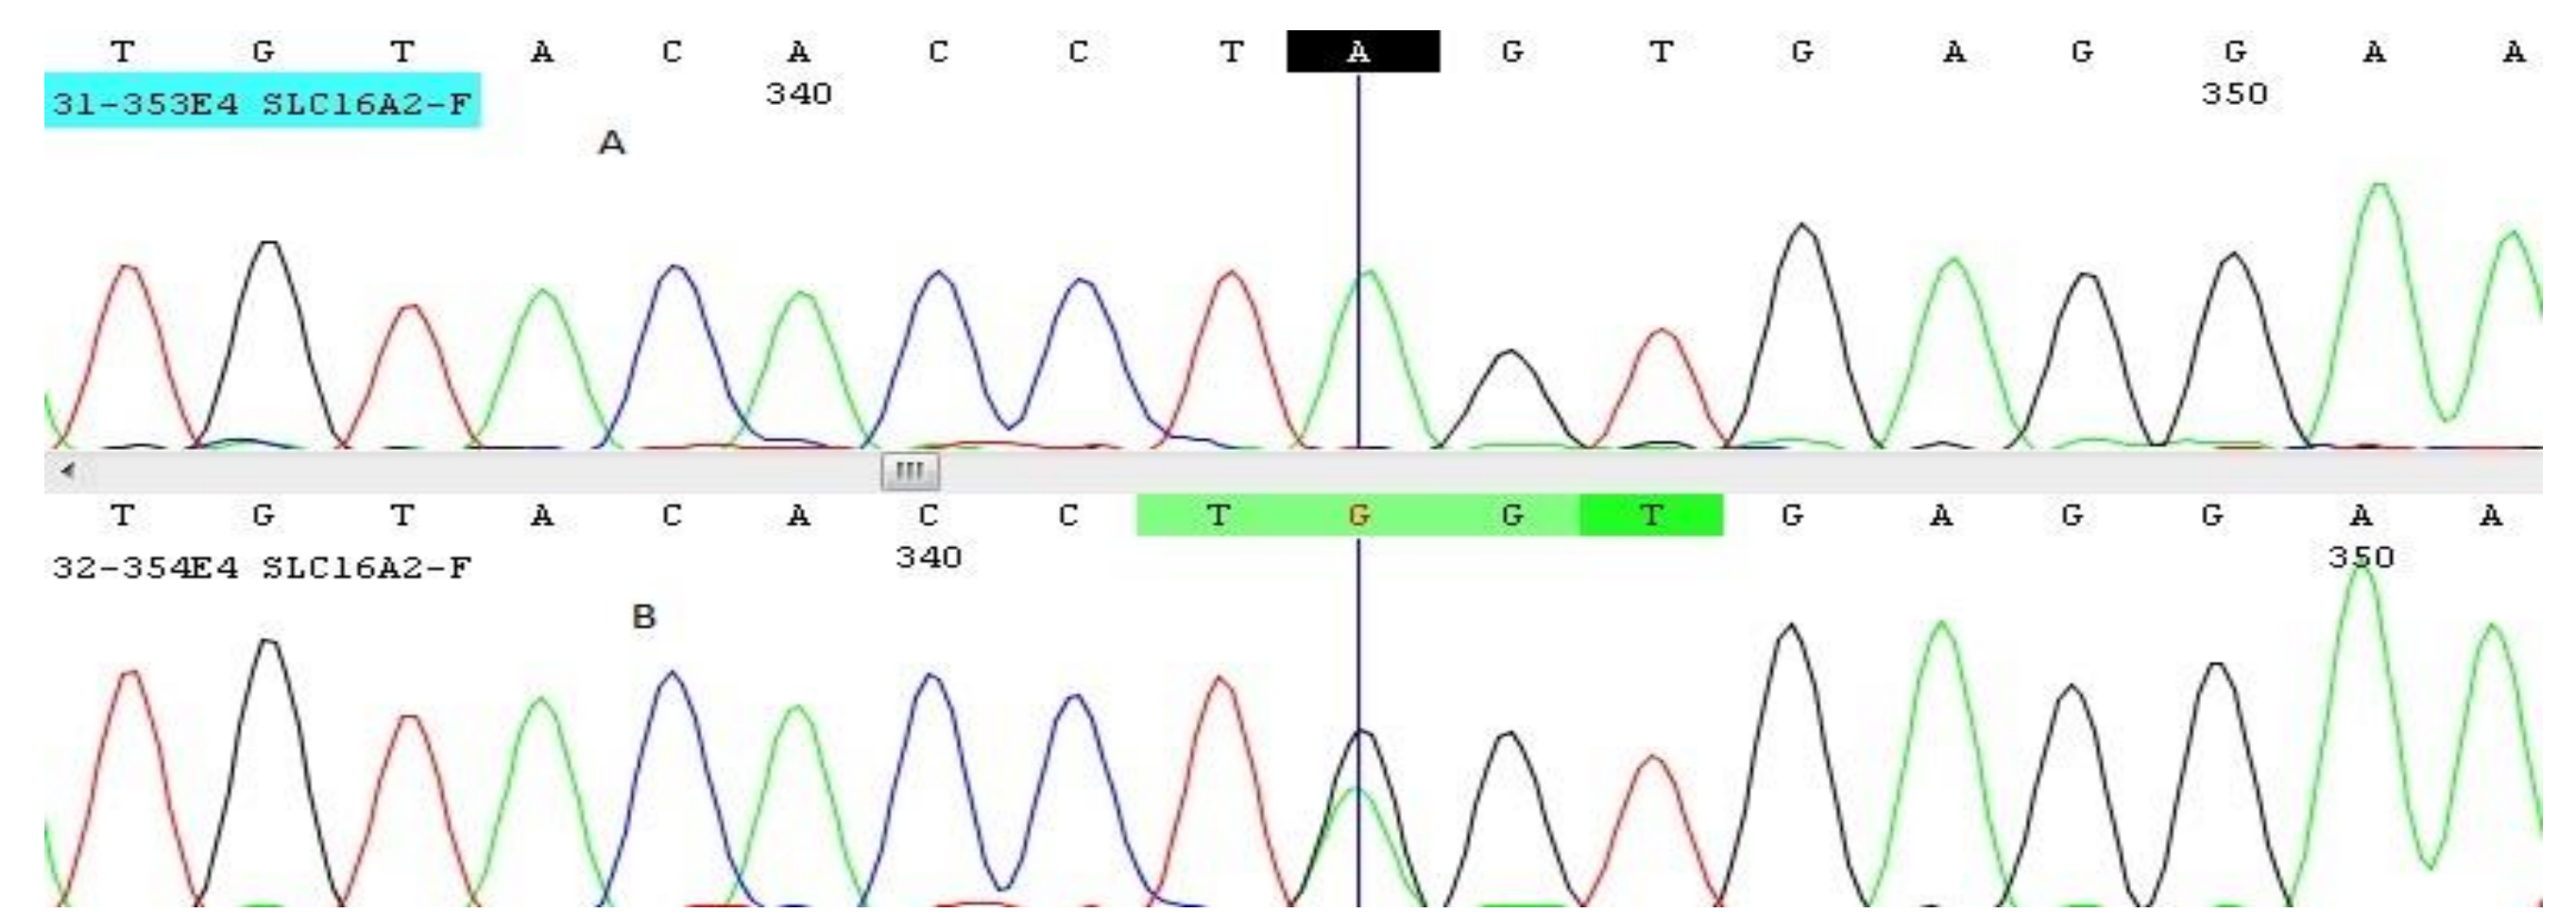 T G T A C A C C T A G T G A G G A A
340 350
31-353E4 SLC16A2-F
A
T G T A C A C C T G G T G A G G A A
340 350
32-354E4 SLC16A2-F
B